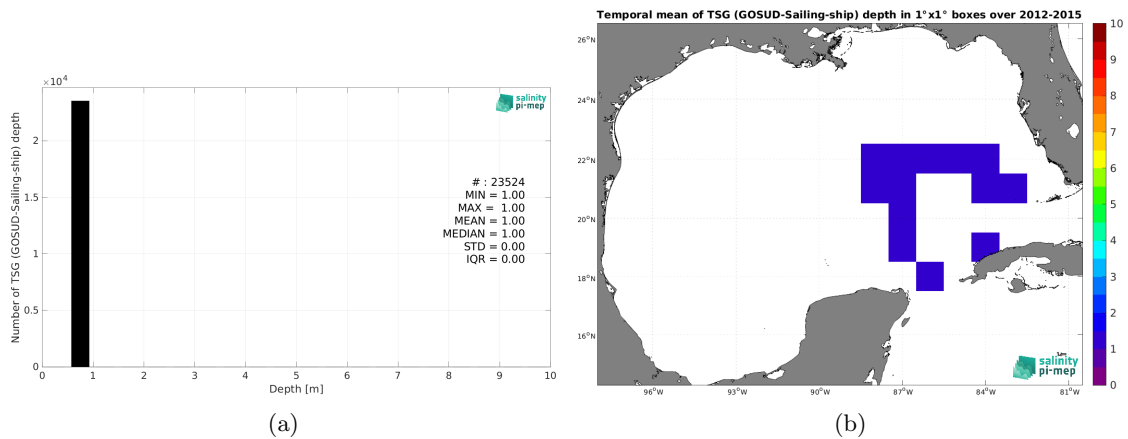 ×10⁴
2
1.5
1
0.5
0
Number of TSG (GOSUD-Sailing-ship) depth
salinity
pi-mep
# : 23524
MIN = 1.00
MAX = 1.00
MEAN = 1.00
MEDIAN = 1.00
STD = 0.00
IQR = 0.00
0 1 2 3 4 5 6 7 8 9 10
Depth [m]
(a)
Temporal mean of TSG (GOSUD-Sailing-ship) depth in 1°x1° boxes over 2012-2015
26°N
24°N
22°N
20°N
18°N
16°N
96°W 93°W 90°W 87°W 84°W 81°W
salinity
pi-mep
10
9
8
7
6
5
4
3
2
1
0
(b)